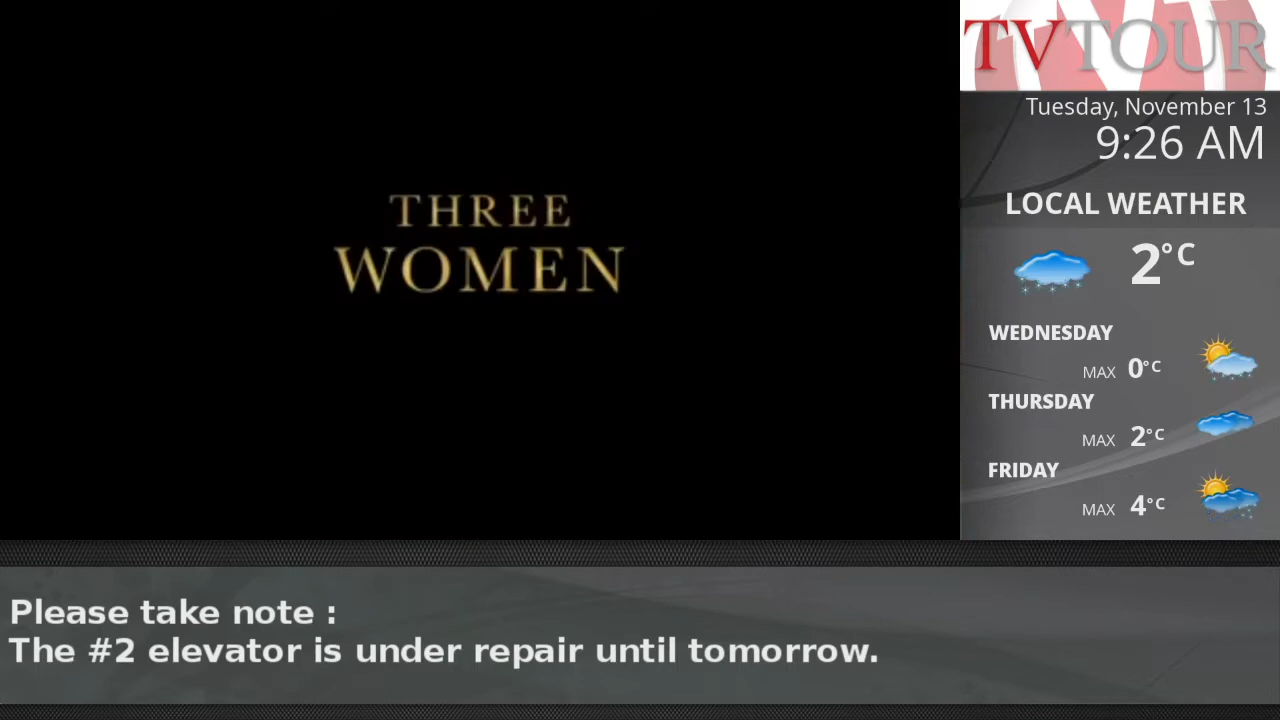 THREE
WOMEN
TVTOUR
Tuesday, November 13
9:26 AM
LOCAL WEATHER
2°C
WEDNESDAY
MAX 0°C
THURSDAY
MAX 2°C
FRIDAY
MAX 4°C
Please take note :
The #2 elevator is under repair until tomorrow.